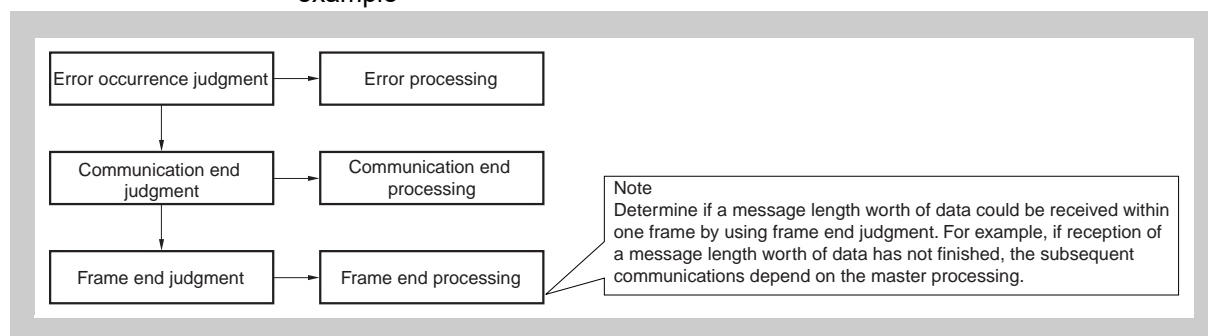 example
Error occurrence judgment
Error processing
Communication end
judgment
Communication end
processing
Note
Determine if a message length worth of data could be received within
one frame by using frame end judgment. For example, if reception of
a message length worth of data has not finished, the subsequent
communications depend on the master processing.
Frame end judgment
Frame end processing